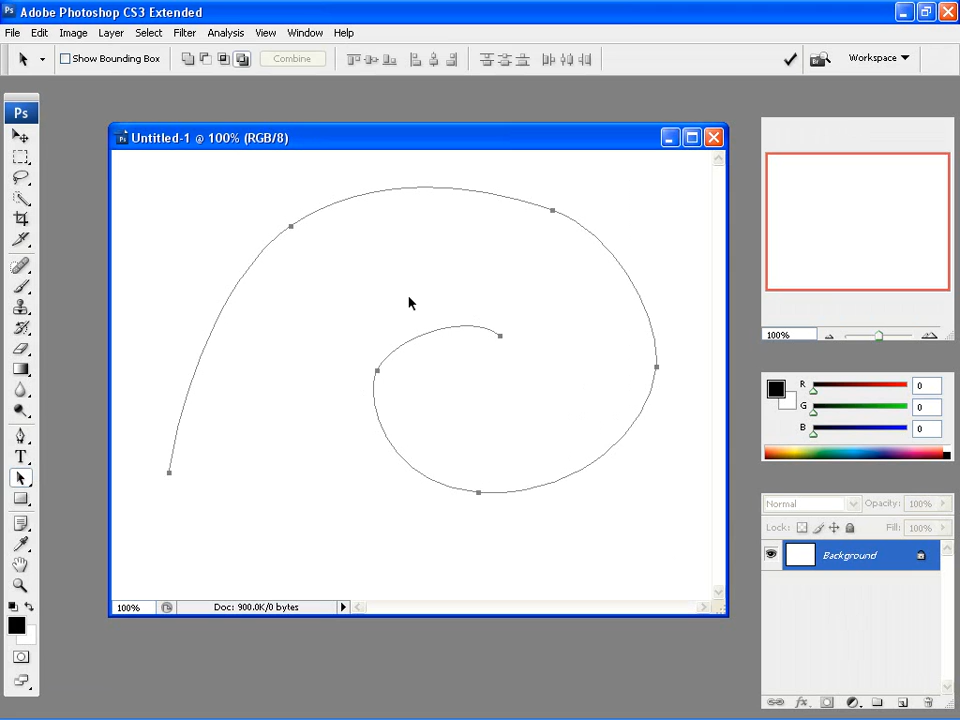 Ps Adobe Photoshop CS3 Extended
File Edit Image Layer Select Filter Analysis View Window Help
Show Bounding Box Combine Workspace
Ps
Untitled-1 @ 100% (RGB/8)
T
100% Doc: 900.0K/0 bytes
100%
R 0
G 0
B 0
Normal Opacity: 100%
Lock: Fill: 100%
Background